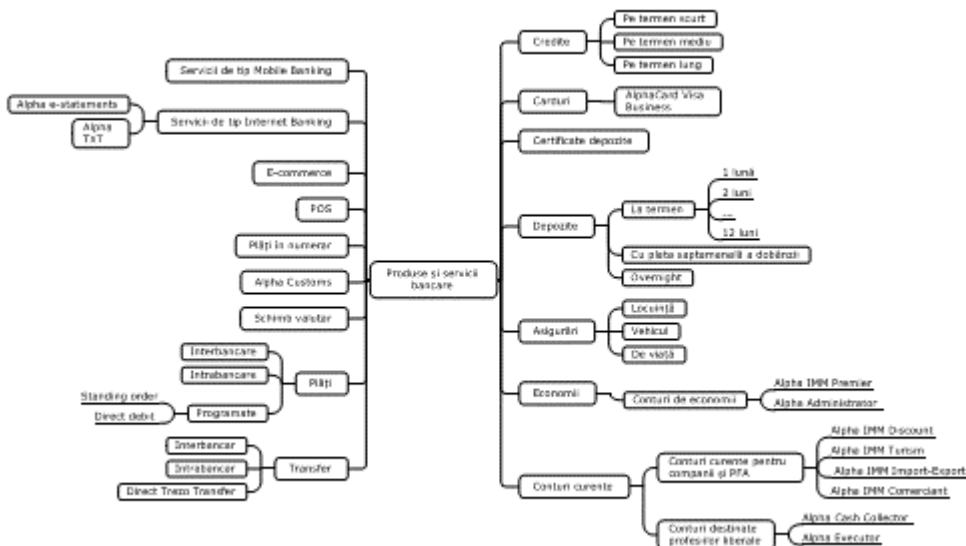 Servicii de tip Mobile Banking
Alpha e-statements
Alpha
TxT
Servicii de tip Internet Banking
E-commerce
POS
Plăți în numerar
Alpha Customs
Schimb valutar
Interbancare
Intrabancare
Plăți
Standing order
Direct debit
Programate
Interbancar
Intrabancar
Transfer
Direct Trezo Transfer
Produse și servicii
bancare
Credite
Pe termen scurt
Pe termen mediu
Pe termen lung
Carduri
AlphaCard Visa
Business
Certificate depozite
Depozite
La termen
1 lună
2 luni
...
12 luni
Cu plata saptamanală a dobânzii
Overnight
Asigurări
Locuință
Vehicul
De viață
Economii
Conturi de economii
Alpha IMM Premier
Alpha Administrator
Conturi curente
Conturi curente pentru
companii și PFA
Alpha IMM Discount
Alpha IMM Turism
Alpha IMM Import-Export
Alpha IMM Comerciant
Conturi destinate
profesiilor liberale
Alpha Cash Collector
Alpha Executor